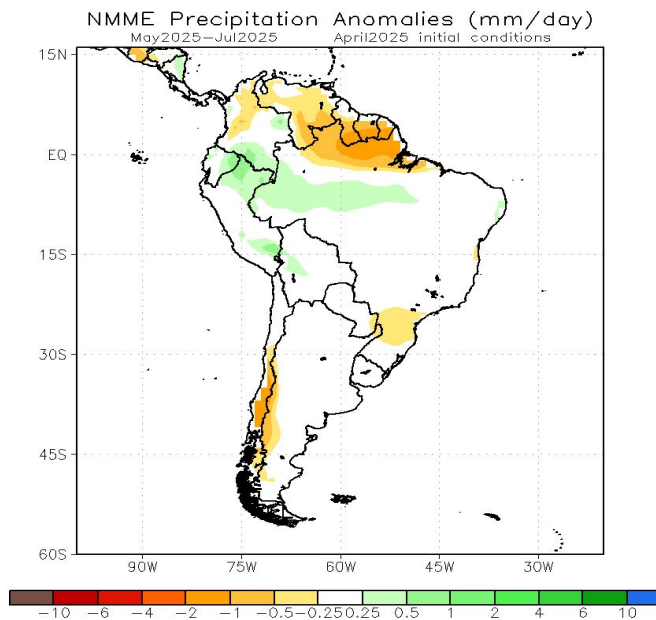 NMME Precipitation Anomalies (mm/day)
May2025-Jul2025 April2025 initial conditions
15N
EQ
15S
30S
45S
60S
90W 75W 60W 45W 30W
-10 -6 -4 -2 -1 -0.5 -0.25 0.25 0.5 1 2 4 6 10